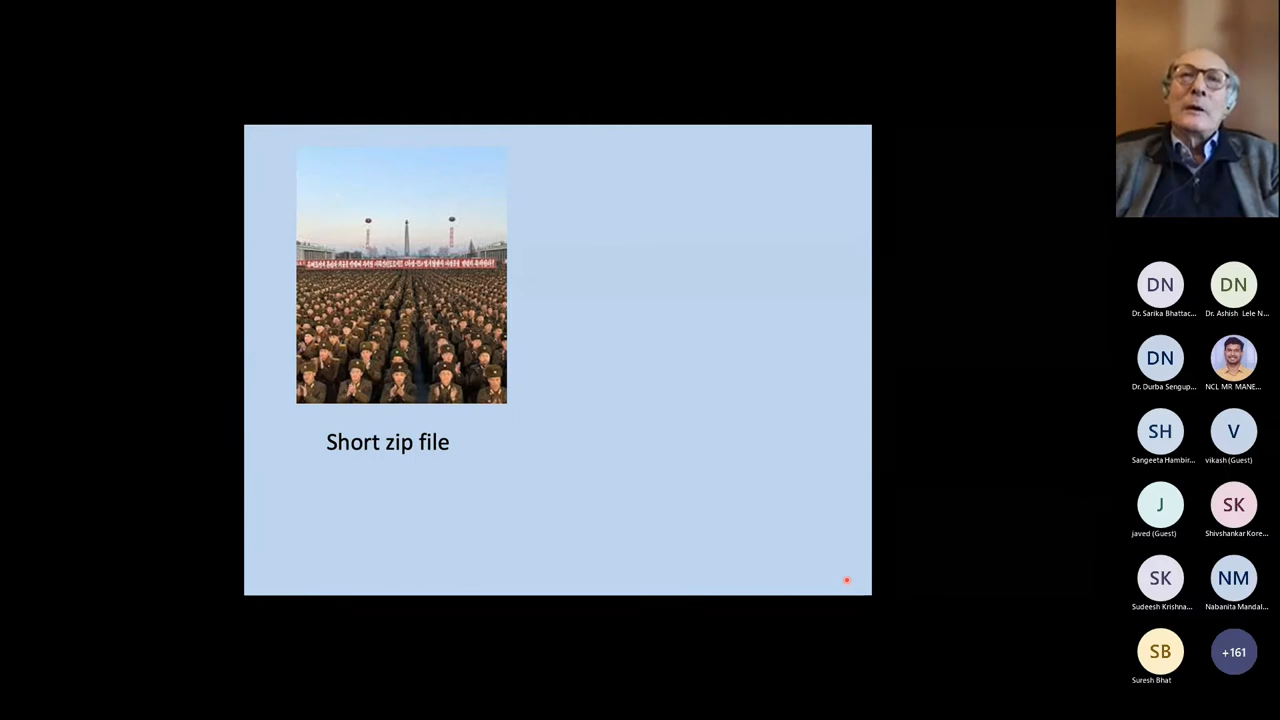 Short zip file
DN
DN
Dr. Sarika Bhattac...
Dr. Ashish Lele N...
DN
Dr. Durba Sengup...
NCL MR MANE...
SH
V
Sangeeta Hambir...
vikash (Guest)
J
SK
javed (Guest)
Shivshankar Kore...
SK
NM
Sudeesh Krishna...
Nabanita Mandal...
SB
+161
Suresh Bhat